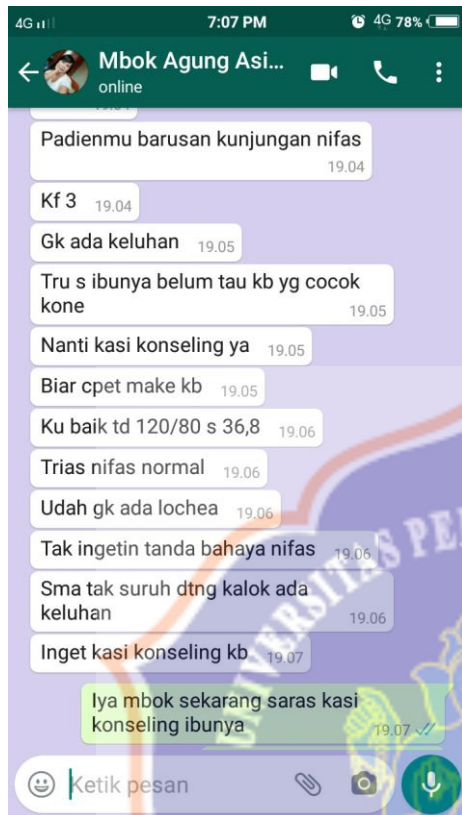 4G 7:07 PM 4G 78%
Mbok Agung Asi...
online
Padienmu barusan kunjungan nifas
19.04
Kf 3 19.04
Gk ada keluhan 19.05
Tru s ibunya belum tau kb yg cocok
kone 19.05
Nanti kasi konseling ya 19.05
Biar cpet make kb 19.05
Ku baik td 120/80 s 36,8 19.06
Trias nifas normal 19.06
Udah gk ada lochea 19.06
Tak ingetin tanda bahaya nifas 19.06
Sma tak suruh dtng kalok ada
keluhan 19.06
Inget kasi konseling kb 19.07
Iya mbok sekarang saras kasi
konseling ibunya 19.07
Ketik pesan
UNIVERSITAS PE